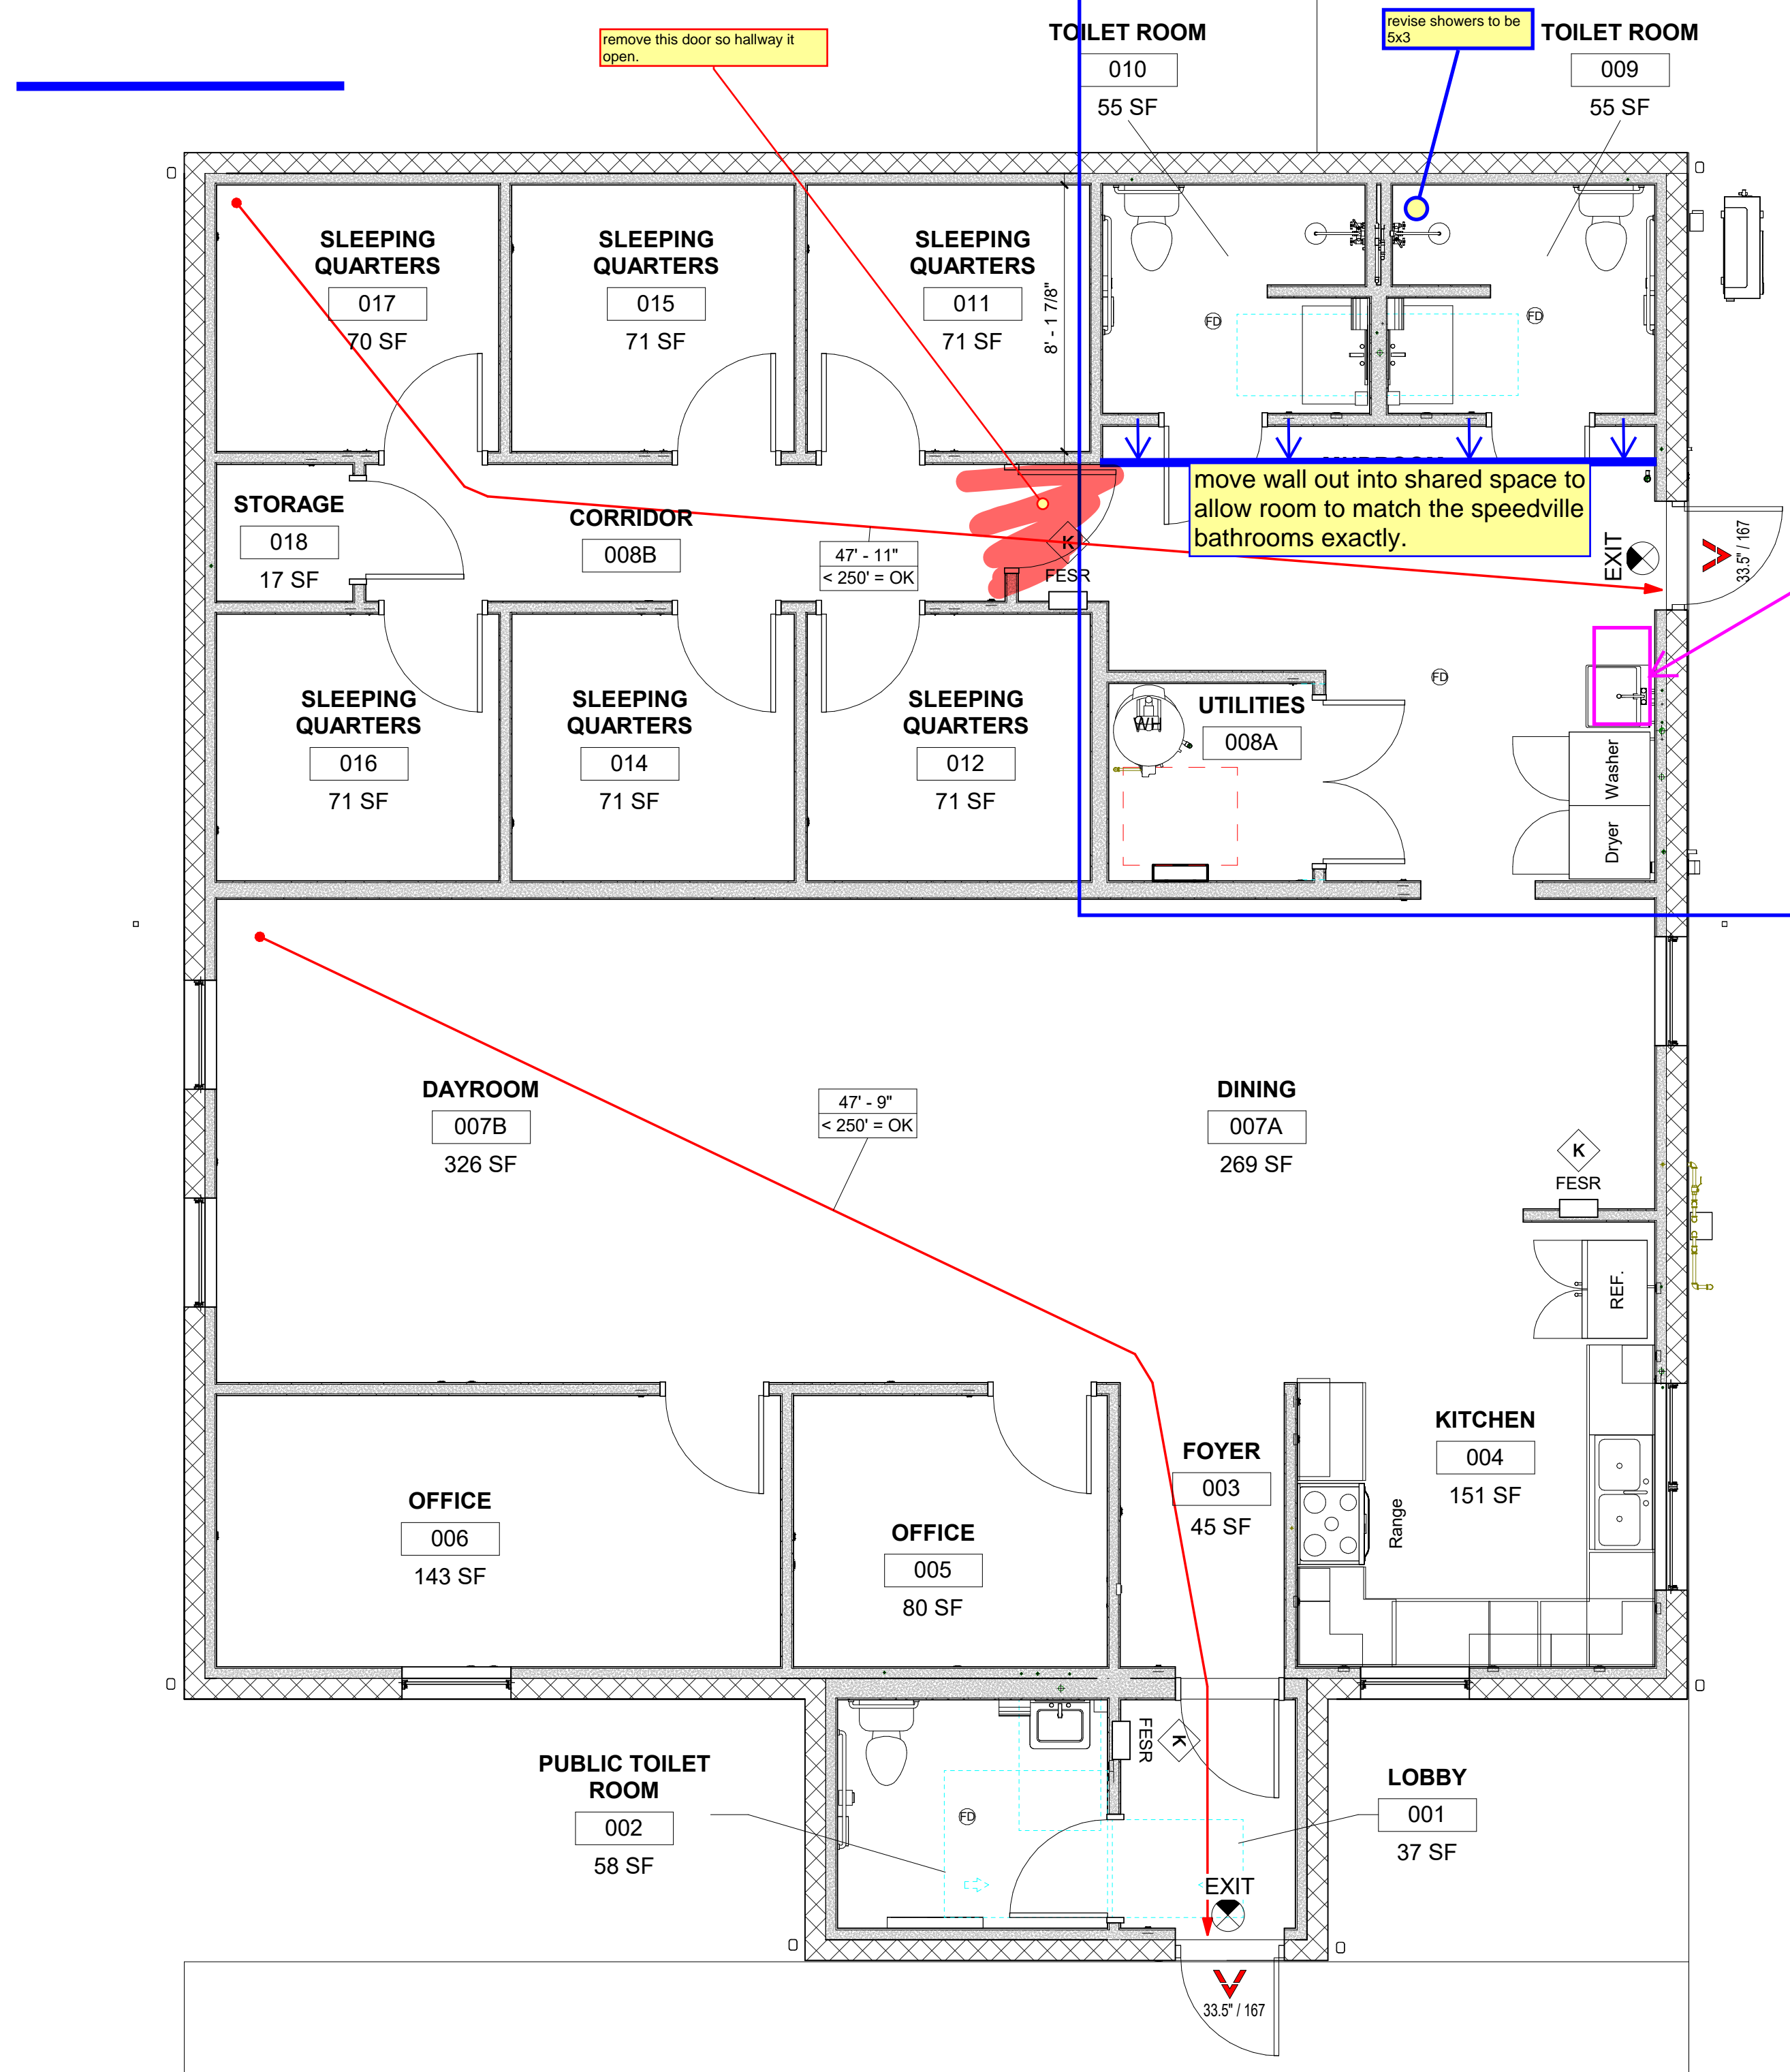 remove this door so hallway it
open.
TOILET ROOM
010
55 SF
revise showers to be
5x3
TOILET ROOM
009
55 SF
SLEEPING
QUARTERS
017
70 SF
SLEEPING
QUARTERS
015
71 SF
SLEEPING
QUARTERS
011
71 SF
8' - 1 7/8"
FD
FD
move wall out into shared space to
allow room to match the speedville
bathrooms exactly.
STORAGE
018
17 SF
CORRIDOR
008B
47' - 11"
< 250' = OK
K
FESR
EXIT
33.5" / 167
SLEEPING
QUARTERS
016
71 SF
SLEEPING
QUARTERS
014
71 SF
SLEEPING
QUARTERS
012
71 SF
WH
UTILITIES
008A
FD
Washer
Dryer
DAYROOM
007B
326 SF
47' - 9"
< 250' = OK
DINING
007A
269 SF
K
FESR
REF.
OFFICE
006
143 SF
OFFICE
005
80 SF
FOYER
003
45 SF
Range
KITCHEN
004
151 SF
PUBLIC TOILET
ROOM
002
58 SF
FD
FESR
K
LOBBY
001
37 SF
EXIT
33.5" / 167